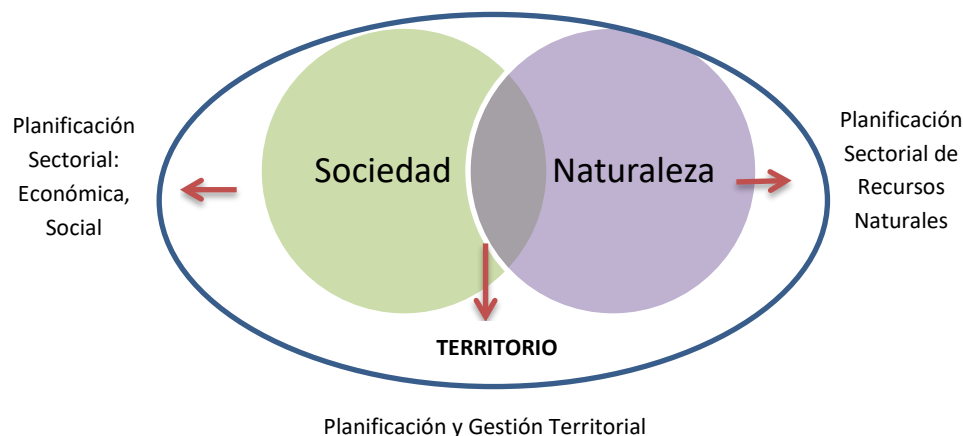 Planificación
Sectorial:
Económica,
Social
Sociedad
Naturaleza
Planificación
Sectorial de
Recursos
Naturales
TERRITORIO
Planificación y Gestión Territorial